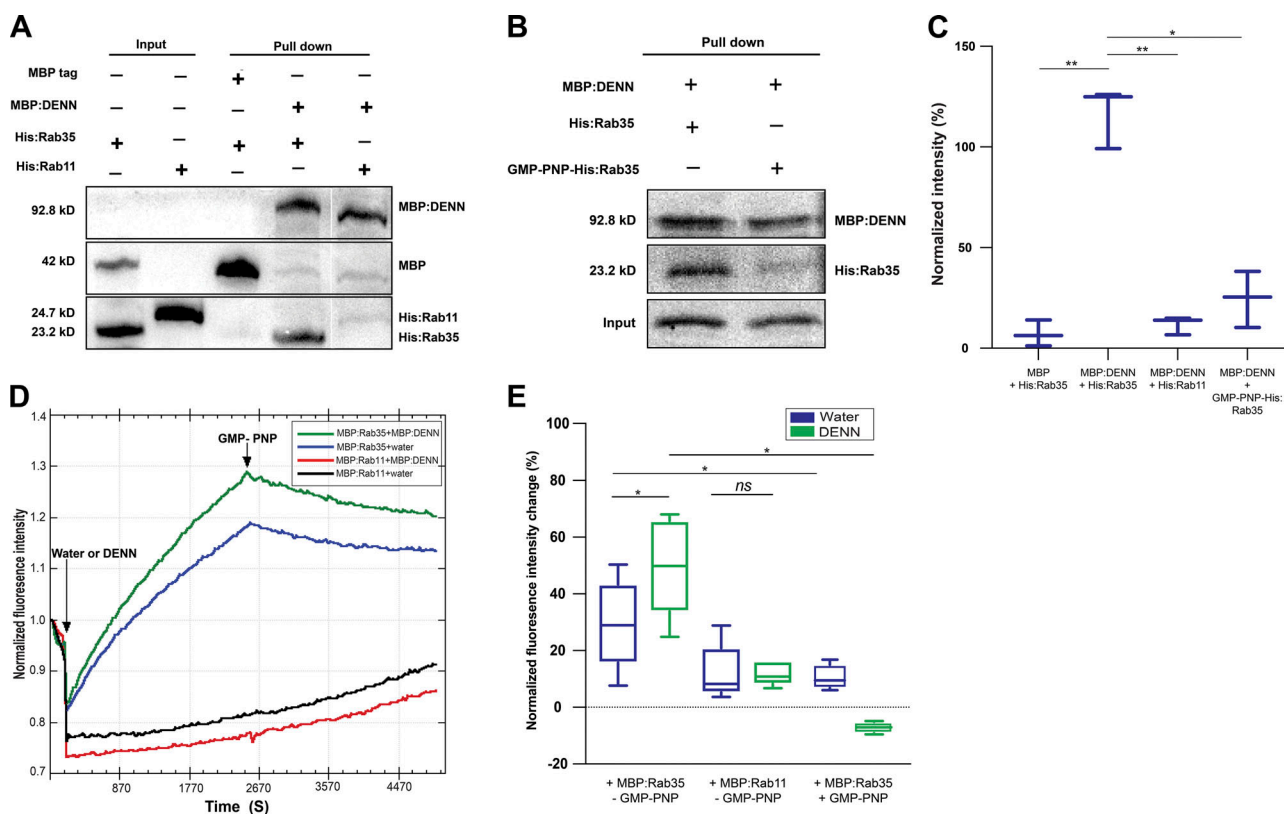 A
Input
Pull down
MBP tag – – + – –
MBP:DENN – – – + +
His:Rab35 + – + + –
His:Rab11 – + – – +
92.8 kD
MBP:DENN
42 kD
MBP
24.7 kD
His:Rab11
23.2 kD
His:Rab35
B
Pull down
MBP:DENN + +
His:Rab35 + –
GMP-PNP-His:Rab35 – +
92.8 kD
MBP:DENN
23.2 kD
His:Rab35
Input
C
Normalized intensity (%)
150
100
50
0
**
**
*
MBP
+ His:Rab35
MBP:DENN
+ His:Rab35
MBP:DENN
+ His:Rab11
MBP:DENN
+
GMP-PNP-His:
Rab35
D
Normalized fluoresence intensity
1.4
1.3
1.2
1.1
1.0
0.9
0.8
0.7
Water or DENN
GMP- PNP
MBP:Rab35+MBP:DENN
MBP:Rab35+water
MBP:Rab11+MBP:DENN
MBP:Rab11+water
870 1770 2670 3570 4470
Time (S)
E
Water
DENN
Normalized fluorescence intensity change (%)
100
80
60
40
20
0
-20
*
*
ns
*
+ MBP:Rab35
- GMP-PNP
+ MBP:Rab11
- GMP-PNP
+ MBP:Rab35
+ GMP-PNP